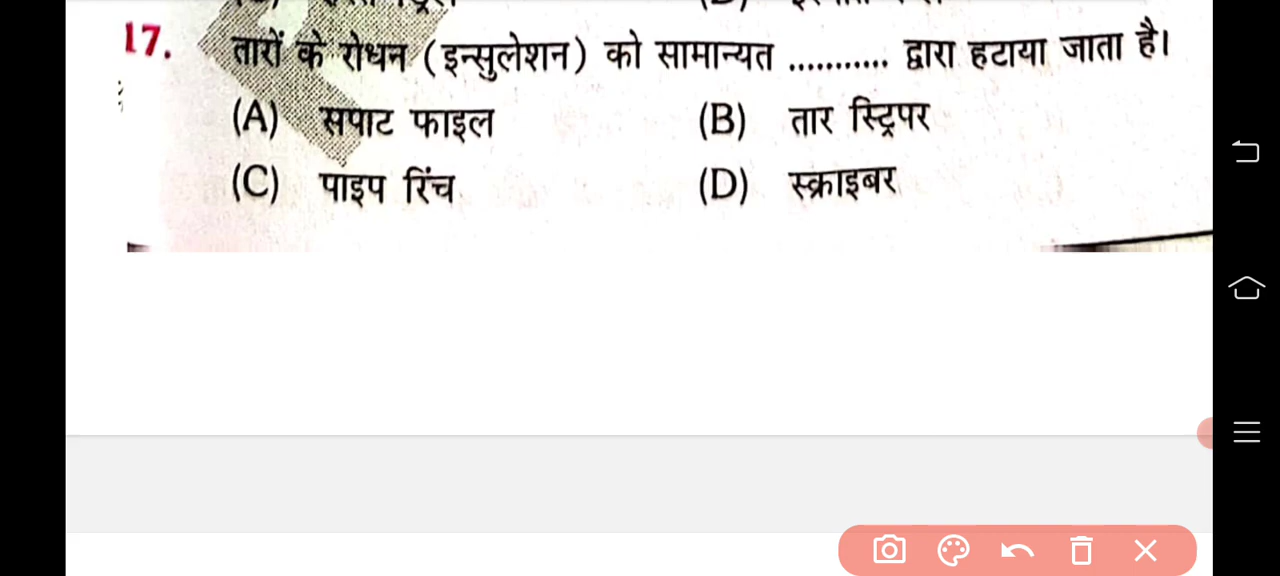 17. तारों के रोधन (इन्सुलेशन) को सामान्यत ........... द्वारा हटाया जाता है।
(A) सपाट फाइल (B) तार स्ट्रिपर
(C) पाइप रिंच (D) स्क्राइबर